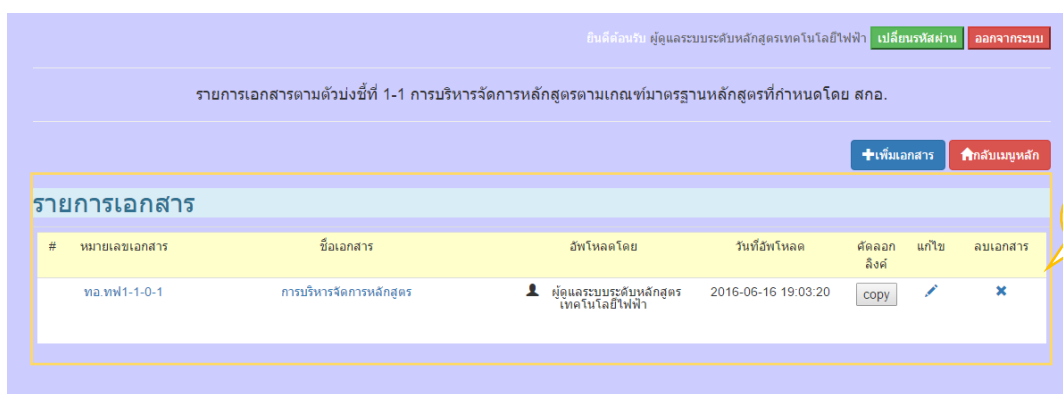 ยินดีต้อนรับ ผู้ดูแลระบบระดับหลักสูตรเทคโนโลยีไฟฟ้า เปลี่ยนรหัสผ่าน ออกจากระบบ
รายการเอกสารตามตัวบ่งชี้ที่ 1-1 การบริหารจัดการหลักสูตรตามเกณฑ์มาตรฐานหลักสูตรที่กำหนดโดย สกอ.
เพิ่มเอกสาร กลับเมนูหลัก
รายการเอกสาร
# หมายเลขเอกสาร ชื่อเอกสาร อัพโหลดโดย วันที่อัพโหลด คัดลอก แก้ไข ลบเอกสาร
ลิงค์
ทอ.ทฟ1-1-0-1 การบริหารจัดการหลักสูตร ผู้ดูแลระบบระดับหลักสูตร 2016-06-16 19:03:20 copy
เทคโนโลยีไฟฟ้า